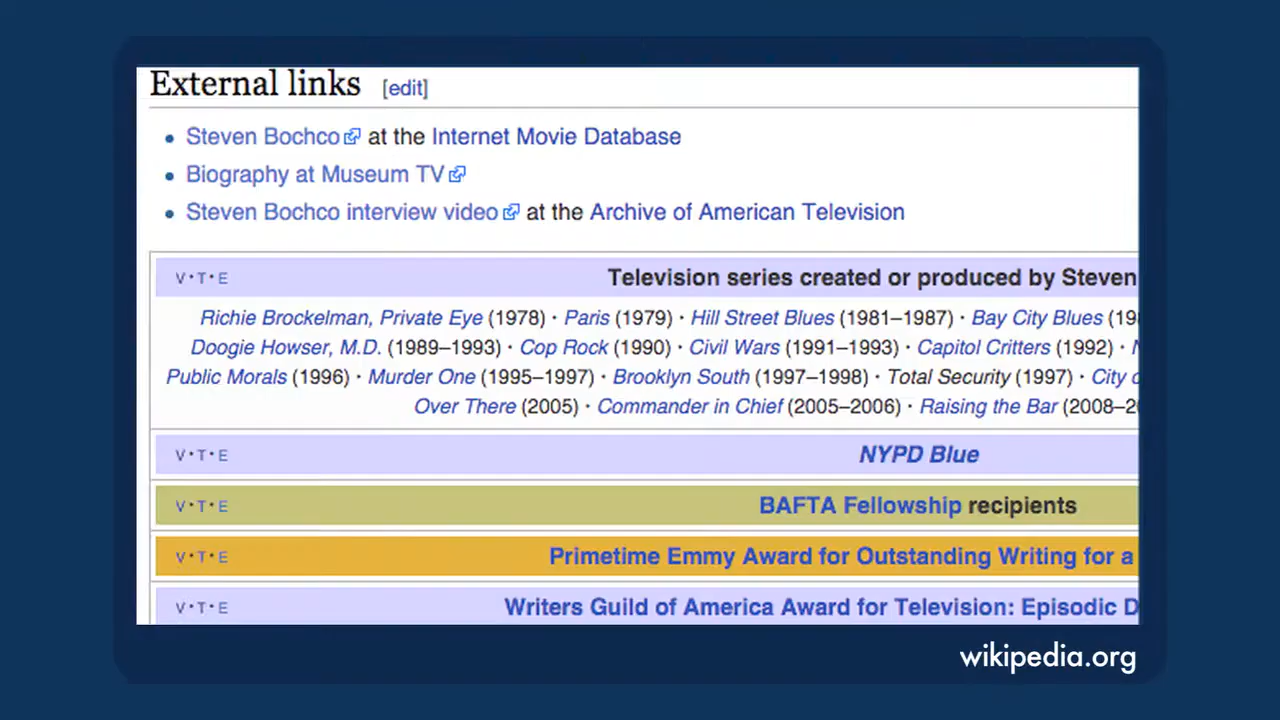 External links [edit]
Steven Bochco at the Internet Movie Database
Biography at Museum TV
Steven Bochco interview video at the Archive of American Television
V • T • E Television series created or produced by Steven
Richie Brockelman, Private Eye (1978) · Paris (1979) · Hill Street Blues (1981–1987) · Bay City Blues
Doogie Howser, M.D. (1989–1993) · Cop Rock (1990) · Civil Wars (1991–1993) · Capitol Critters (1992) ·
Public Morals (1996) · Murder One (1995–1997) · Brooklyn South (1997–1998) · Total Security (1997) · City
Over There (2005) · Commander in Chief (2005–2006) · Raising the Bar
V • T • E NYPD Blue
V • T • E BAFTA Fellowship recipients
V • T • E Primetime Emmy Award for Outstanding Writing for a
V • T • E Writers Guild of America Award for Television: Episodic
wikipedia.org